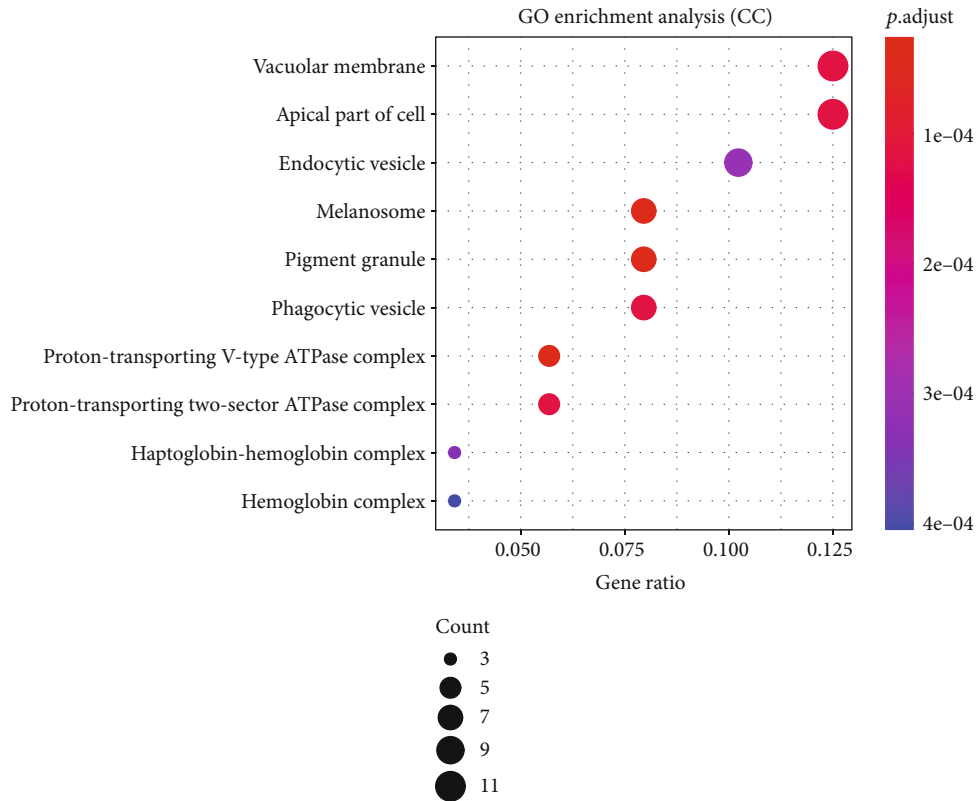 GO enrichment analysis (CC)
p.adjust
Vacuolar membrane
Apical part of cell
Endocytic vesicle
Melanosome
Pigment granule
Phagocytic vesicle
Proton-transporting V-type ATPase complex
Proton-transporting two-sector ATPase complex
Haptoglobin-hemoglobin complex
Hemoglobin complex
1e–04
2e–04
3e–04
4e–04
0.050 0.075 0.100 0.125
Gene ratio
Count
3
5
7
9
11